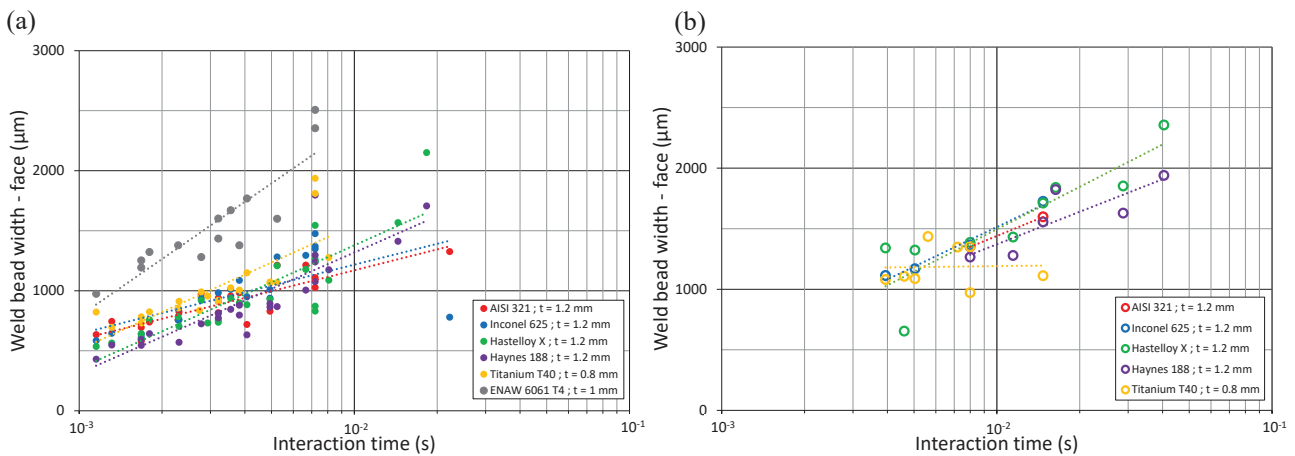 (a)
Weld bead width - face (µm)
3000
2000
1000
0
10-3
10-2
10-1
Interaction time (s)
AISI 321 ; t = 1.2 mm
Inconel 625 ; t = 1.2 mm
Hastelloy X ; t = 1.2 mm
Haynes 188 ; t = 1.2 mm
Titanium T40 ; t = 0.8 mm
ENAW 6061 T4 ; t = 1 mm
(b)
Weld bead width - face (µm)
3000
2000
1000
0
10-3
10-2
10-1
Interaction time (s)
AISI 321 ; t = 1.2 mm
Inconel 625 ; t = 1.2 mm
Hastelloy X ; t = 1.2 mm
Haynes 188 ; t = 1.2 mm
Titanium T40 ; t = 0.8 mm